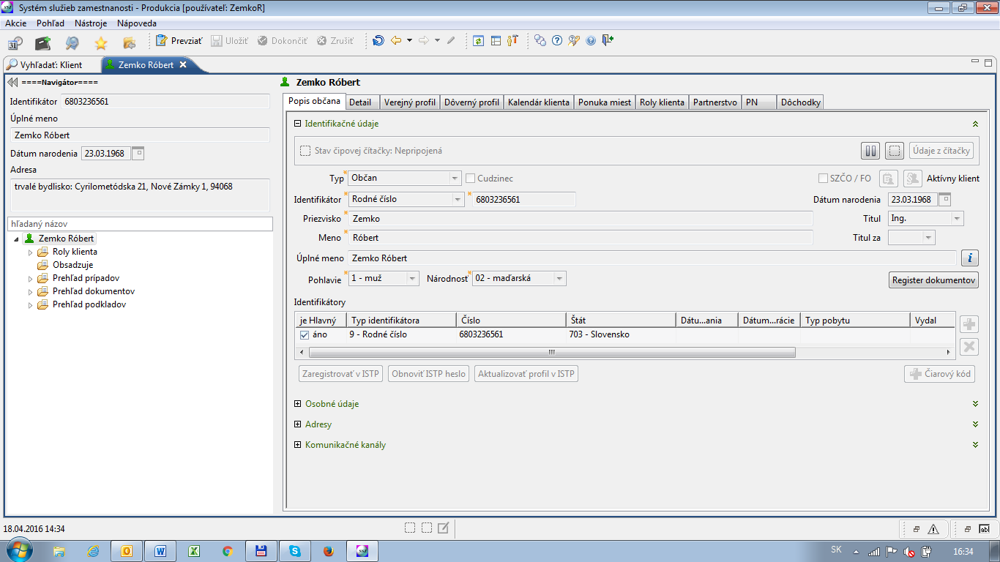 Systém služieb zamestnanosti - Produkcia [používateľ: ZemkoR]
Akcie Pohľad Nástroje Nápoveda
31 Prevziať Uložiť Dokončiť Zrušiť
Vyhľadať: Klient Zemko Róbert
====Navigátor====
Identifikátor 6803236561
Úplné meno
Zemko Róbert
Dátum narodenia 23.03.1968
Adresa
trvalé bydlisko: Cyrilometódska 21, Nové Zámky 1, 94068
hľadaný názov
Zemko Róbert
Roly klienta
Obsadzuje
Prehľad prípadov
Prehľad dokumentov
Prehľad podkladov
Zemko Róbert
Popis občana Detail Verejný profil Dôverný profil Kalendár klienta Ponuka miest Roly klienta Partnerstvo PN Dôchodky
Identifikačné údaje
Stav čipovej čítačky: Nepripojená Údaje z čítačky
Typ Občan Cudzinec SZČO / FO Aktívny klient
Identifikátor Rodné číslo 6803236561 Dátum narodenia 23.03.1968
Priezvisko Zemko Titul Ing.
Meno Róbert Titul za
Úplné meno Zemko Róbert i
Pohlavie 1 - muž Národnosť 02 - maďarská Register dokumentov
Identifikátory
je Hlavný Typ identifikátora Číslo Štát Dátu...ania Dátum...rácie Typ pobytu Vydal
áno 9 - Rodné číslo 6803236561 703 - Slovensko
Zaregistrovať v ISTP Obnoviť ISTP heslo Aktualizovať profil v ISTP Čiarový kód
Osobné údaje
Adresy
Komunikačné kanály
18.04.2016 14:34
SK 16:34